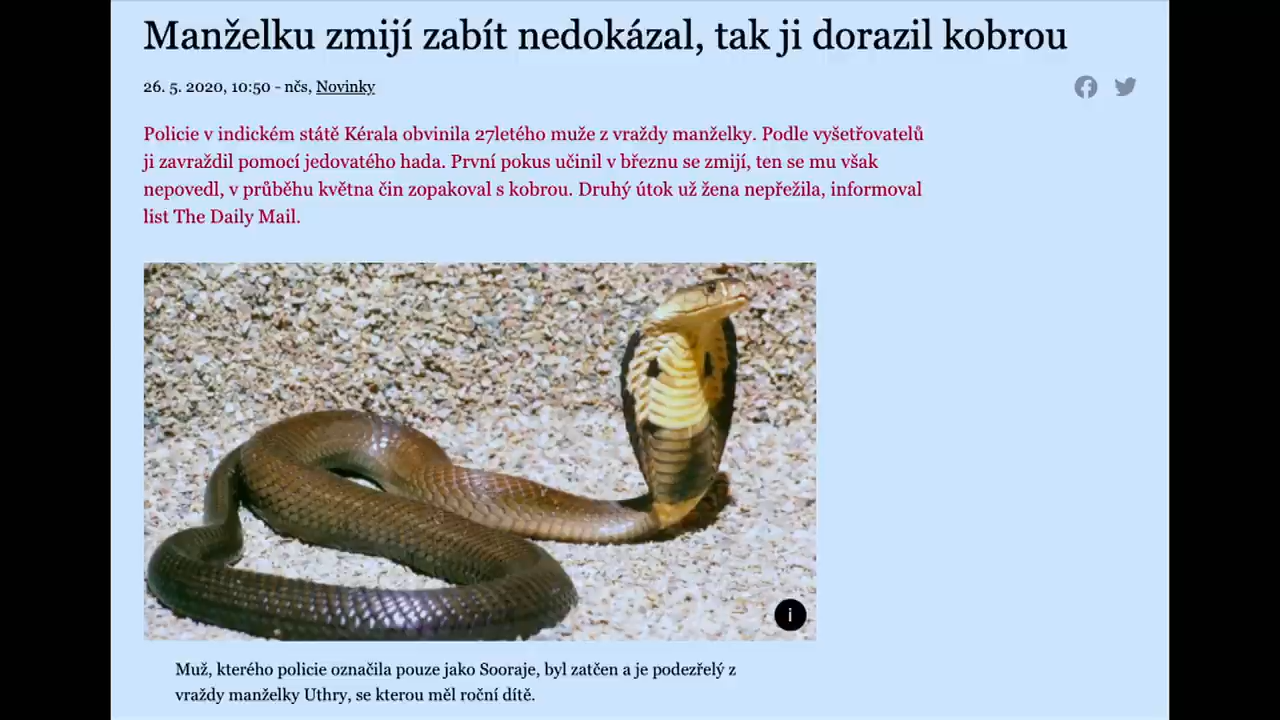 Manželku zmijí zabít nedokázal, tak ji dorazil kobrou
26. 5. 2020, 10:50 - nčs, Novinky
Policie v indickém státě Kérala obvinila 27letého muže z vraždy manželky. Podle vyšetřovatelů
ji zavraždil pomocí jedovatého hada. První pokus učinil v březnu se zmijí, ten se mu však
nepovedl, v průběhu května čin zopakoval s kobrou. Druhý útok už žena nepřežila, informoval
list The Daily Mail.
i
Muž, kterého policie označila pouze jako Sooraje, byl zatčen a je podezřelý z
vraždy manželky Uthry, se kterou měl roční dítě.